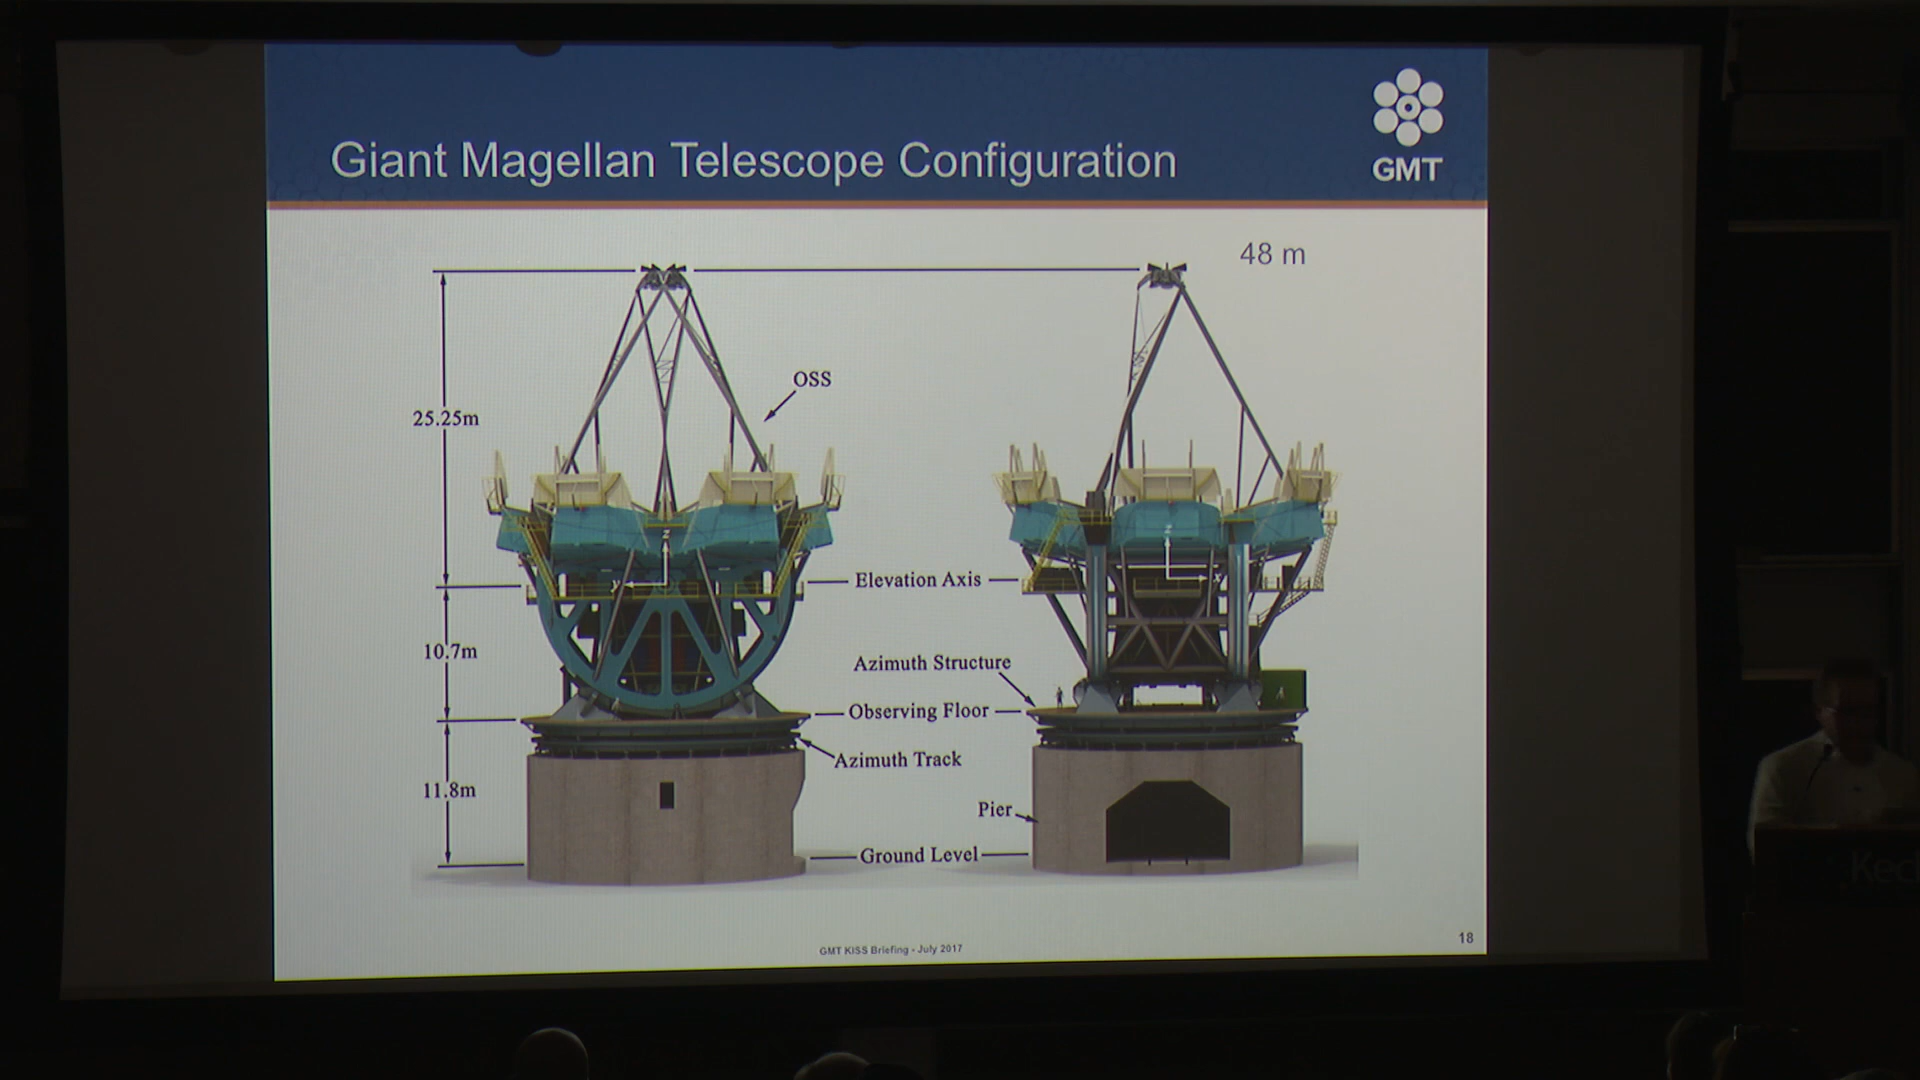 Giant Magellan Telescope Configuration
GMT
48 m
OSS
25.25m
Elevation Axis
10.7m
Azimuth Structure
Observing Floor
Azimuth Track
11.8m
Pier
Ground Level
z
y
z
x
GMT KISS Briefing - July 2017
18